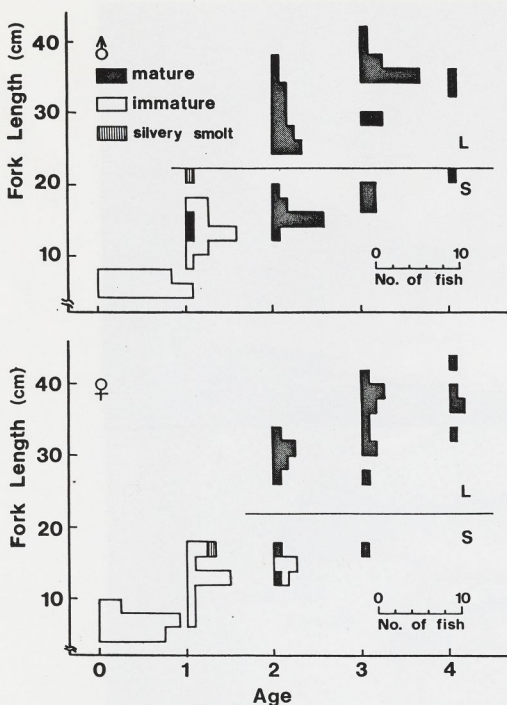 Fork Length (cm)
40
30
20
10
♂
mature
immature
silvery smolt
L
S
0 10
No. of fish
Fork Length (cm)
40
30
20
10
♀
L
S
0 10
No. of fish
0 1 2 3 4
Age